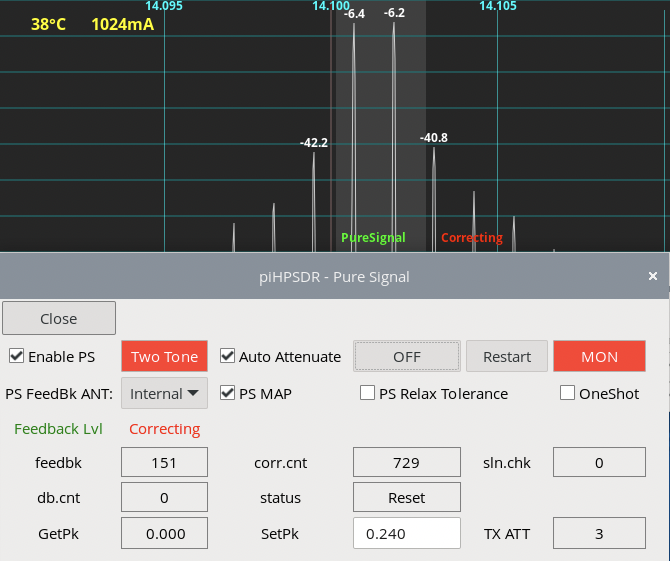 14.095 14.100 14.105
38°C 1024mA -6.4 -6.2
-42.2 -40.8
PureSignal Correcting
piHPSDR - Pure Signal ×
Close
Enable PS Two Tone Auto Attenuate OFF Restart MON
PS FeedBk ANT: Internal PS MAP PS Relax Tolerance OneShot
Feedback Lvl Correcting
feedbk 151 corr.cnt 729 sln.chk 0
db.cnt 0 status Reset
GetPk 0.000 SetPk 0.240 TX ATT 3